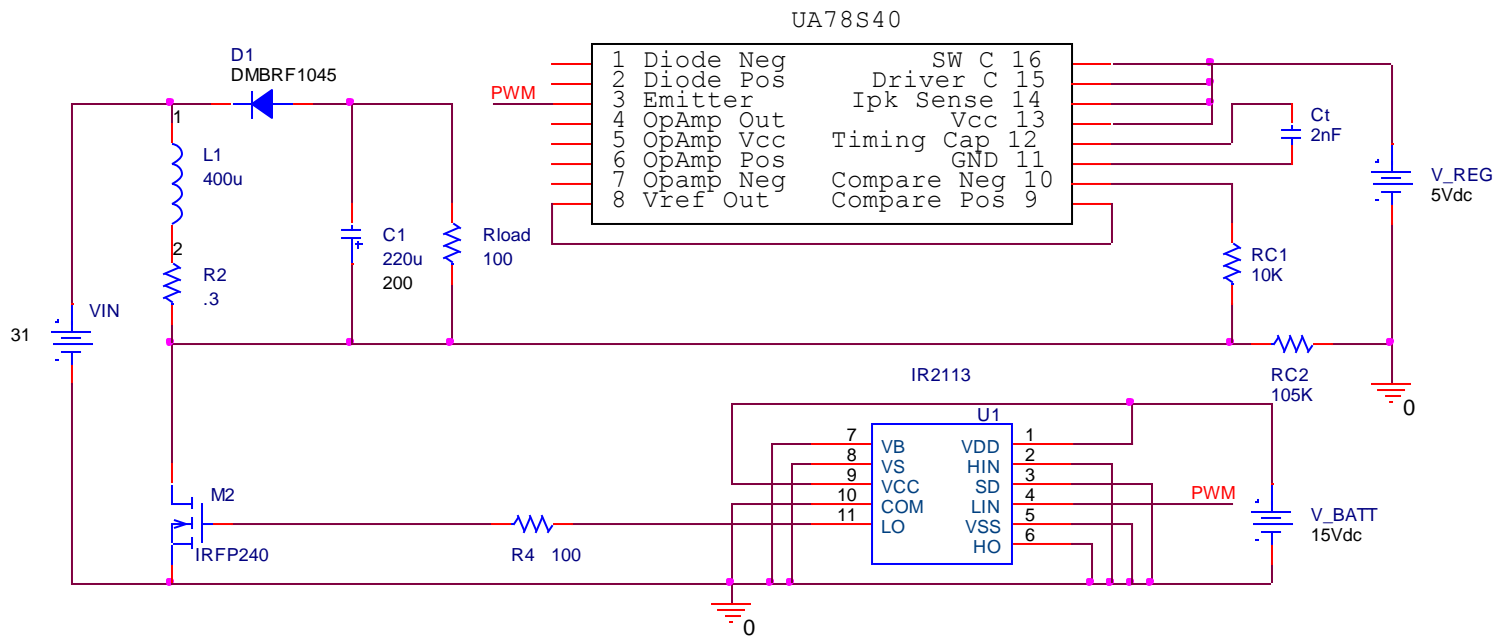 UA78S40
1 Diode Neg SW C 16
2 Diode Pos Driver C 15
3 Emitter Ipk Sense 14
4 OpAmp Out Vcc 13
5 OpAmp Vcc Timing Cap 12
6 OpAmp Pos GND 11
7 Opamp Neg Compare Neg 10
8 Vref Out Compare Pos 9
PWM
D1
DMBRF1045
1
L1
400u
2
R2
.3
C1
220u
200
Rload
100
VIN
31
Ct
2nF
V_REG
5Vdc
RC1
10K
RC2
105K
0
IR2113
U1
7 VB VDD 1
8 VS HIN 2
9 VCC SD 3
10 COM LIN 4
11 LO VSS 5
HO 6
PWM
V_BATT
15Vdc
M2
IRFP240
R4 100
0